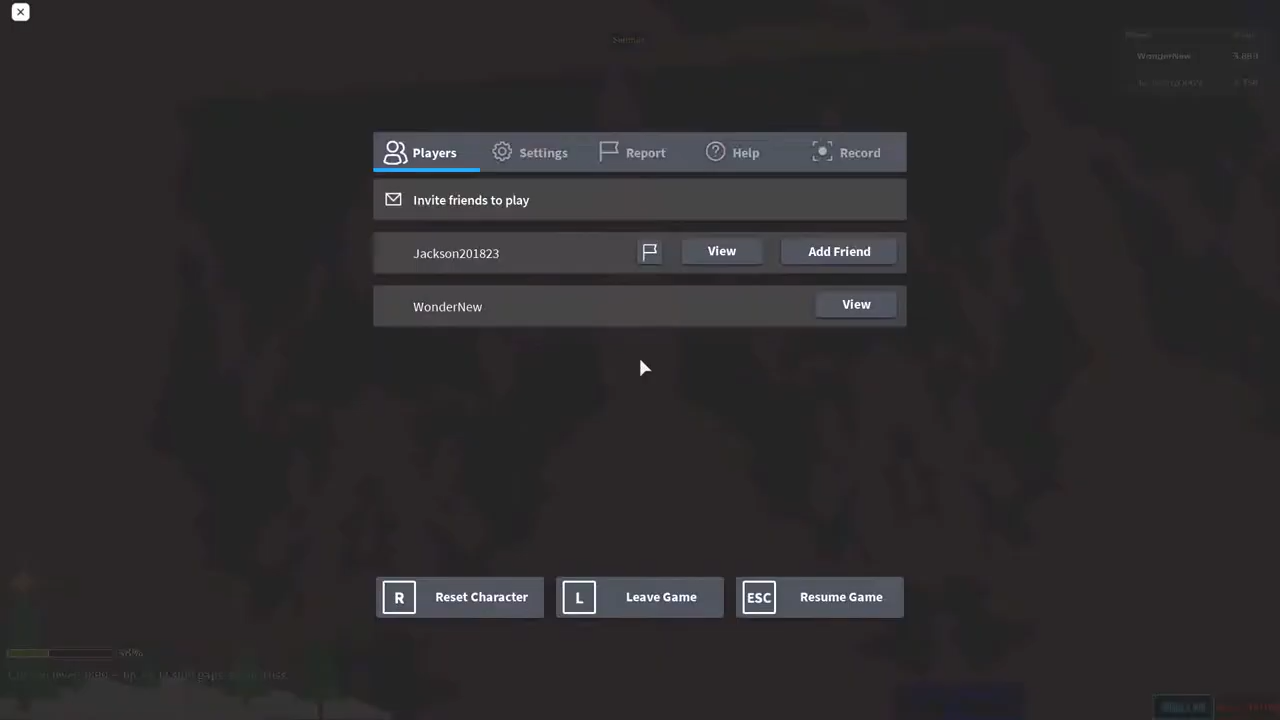 Players Settings Report Help Record
WonderNew
Invite friends to play
Jackson201823 View Add Friend
WonderNew View
R Reset Character L Leave Game ESC Resume Game